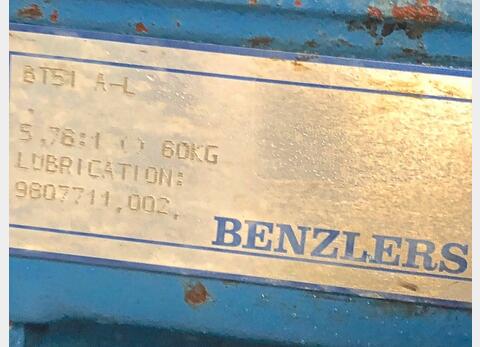 BT51 A-L
.
5,76:1 () 60KG
LUBRICATION:
9807711,002,
BENZLERS